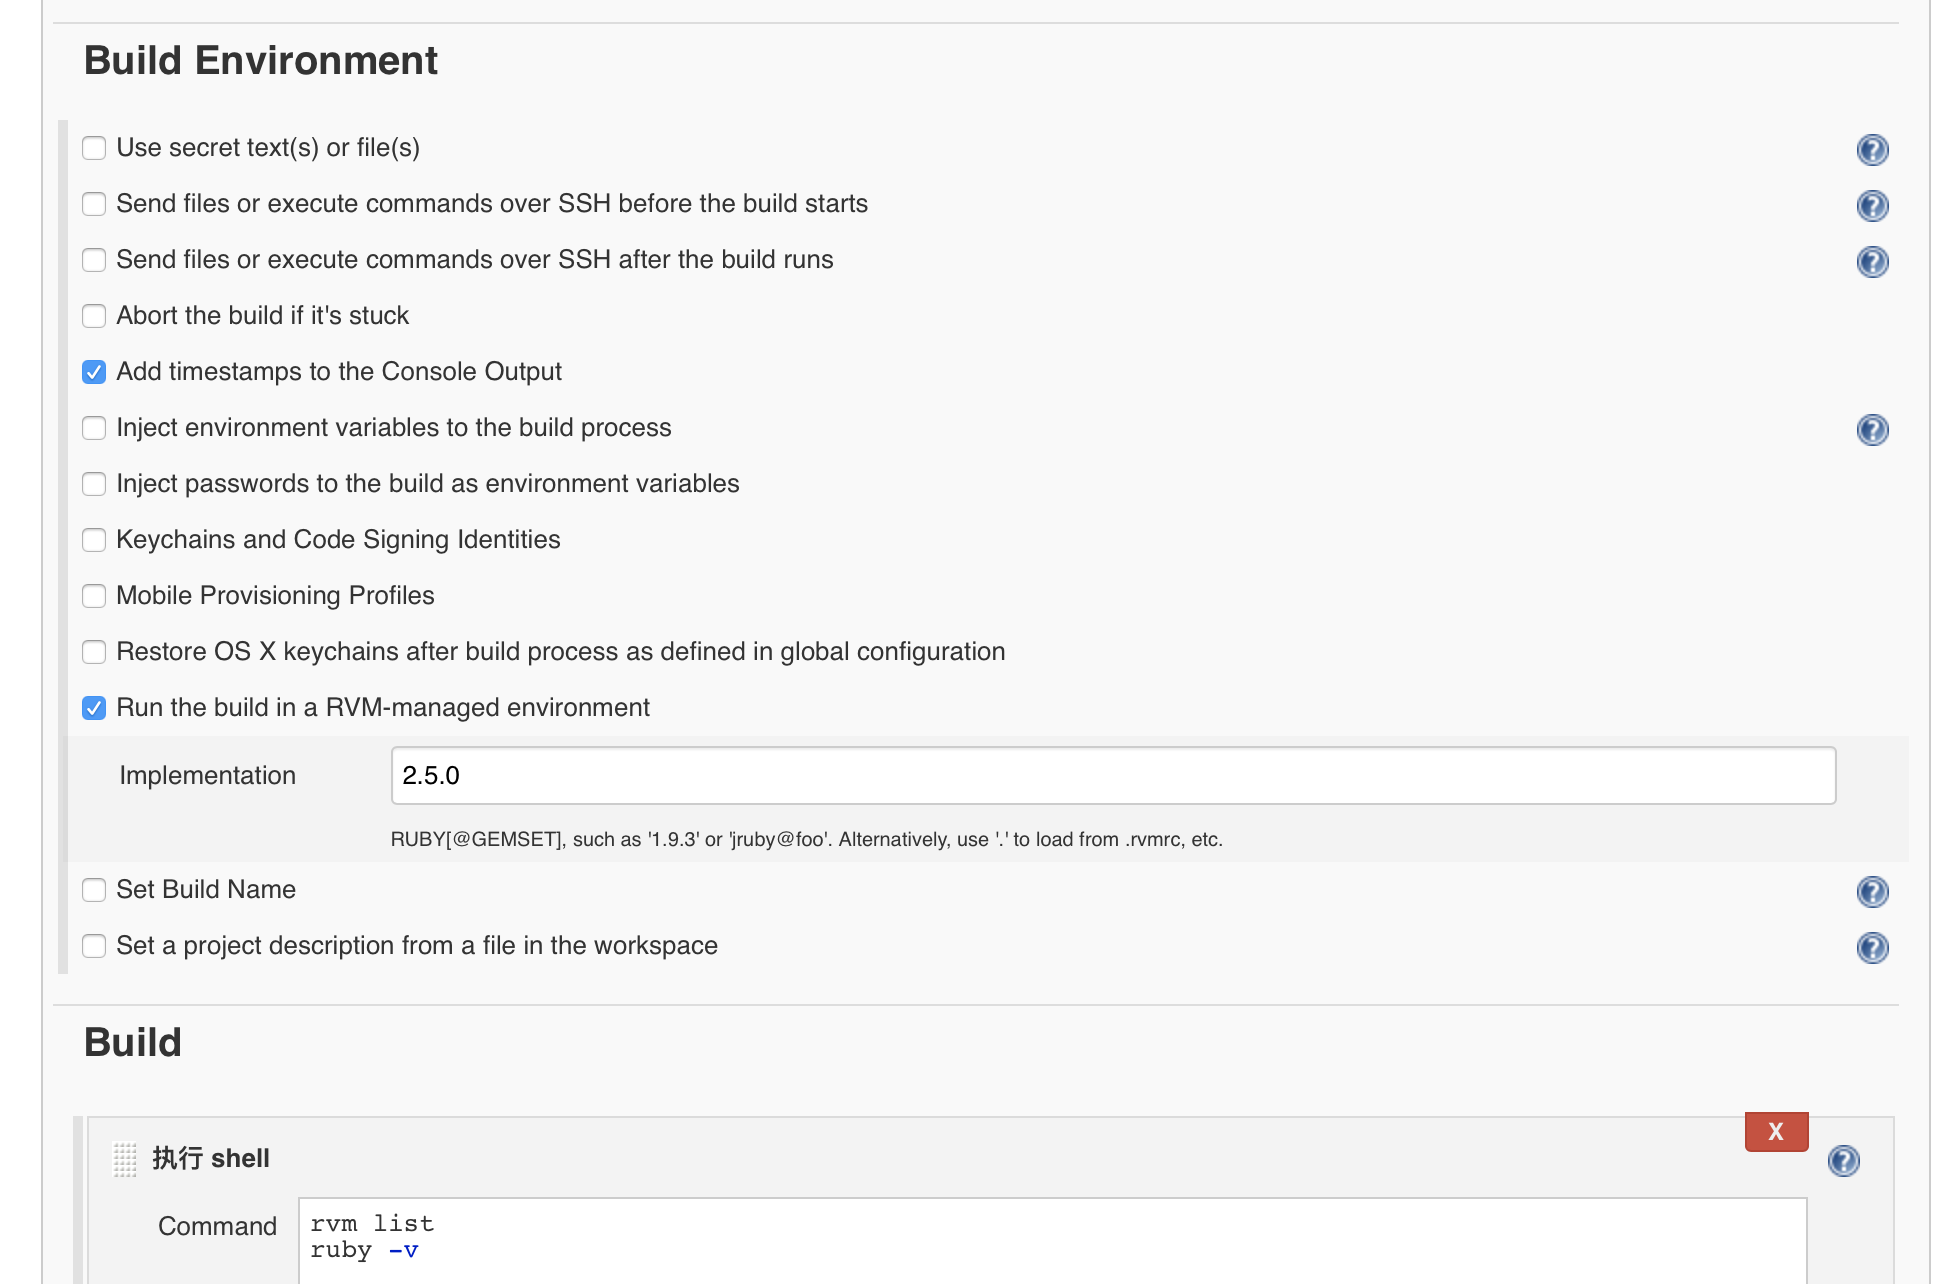 Build Environment
Use secret text(s) or file(s)
Send files or execute commands over SSH before the build starts
Send files or execute commands over SSH after the build runs
Abort the build if it's stuck
Add timestamps to the Console Output
Inject environment variables to the build process
Inject passwords to the build as environment variables
Keychains and Code Signing Identities
Mobile Provisioning Profiles
Restore OS X keychains after build process as defined in global configuration
Run the build in a RVM-managed environment
Implementation 2.5.0
RUBY[@GEMSET], such as '1.9.3' or 'jruby@foo'. Alternatively, use '.' to load from .rvmrc, etc.
Set Build Name
Set a project description from a file in the workspace
Build
X
执行 shell
Command rvm list
ruby -v